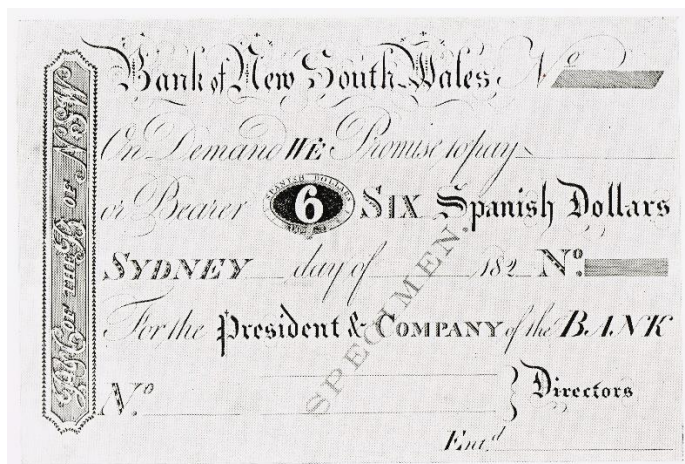 Bank of New South Wales Nº
On Demand WE Promise to pay
or Bearer SPANISH DOLLARS 6 SIX Spanish Dollars
SYDNEY day of 182 Nº.
For the President & COMPANY of the BANK
Nº. Directors
Ent.d
SPECIMEN.